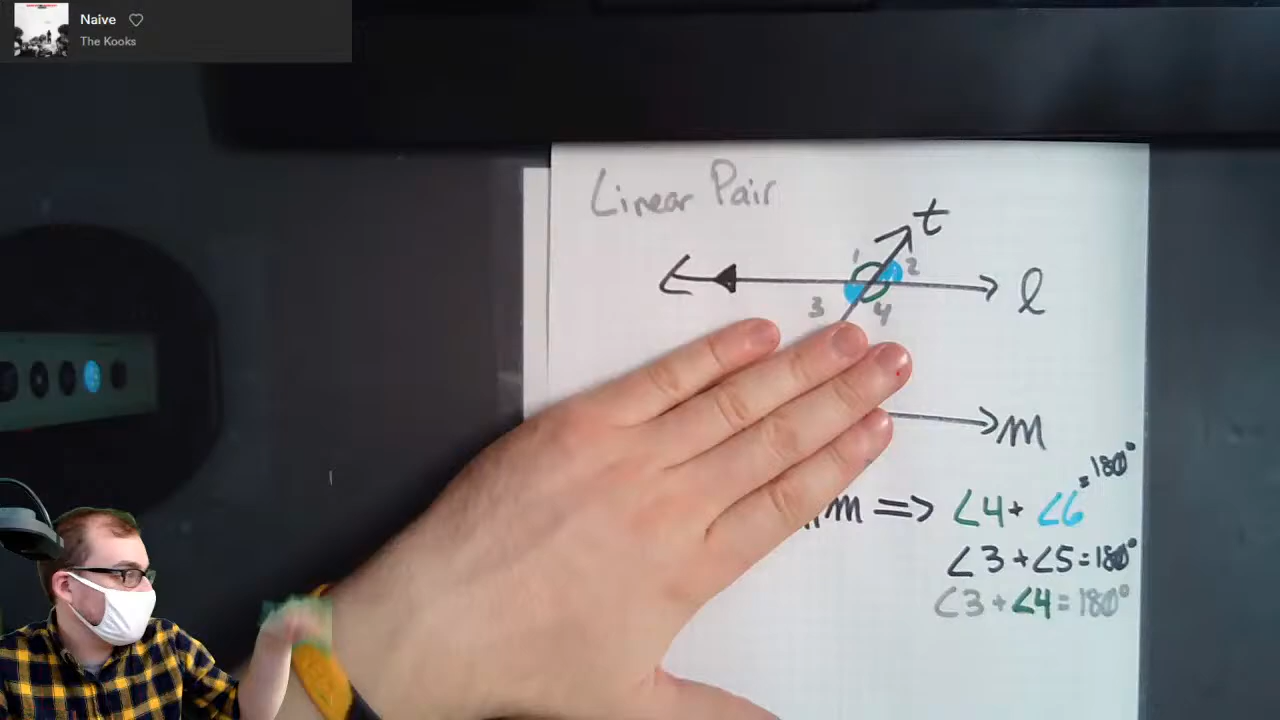 Naive
The Kooks
Linear Pair
t
1
2
3
4
l
m
m => ∠4 + ∠6 = 180°
∠3 + ∠5 = 180°
∠3 + ∠4 = 180°